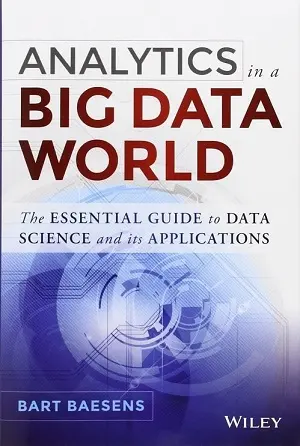 ANALYTICS in a
BIG DATA
WORLD
The ESSENTIAL GUIDE to DATA
SCIENCE and its APPLICATIONS
BART BAESENS
WILEY